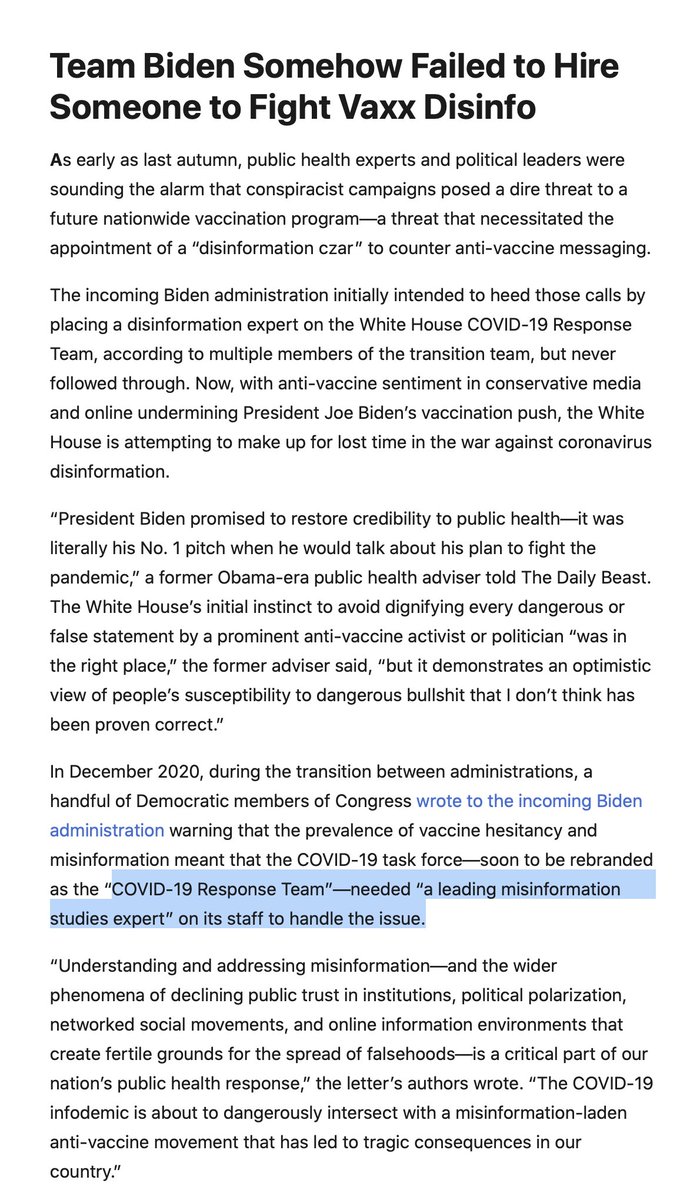 Team Biden Somehow Failed to Hire
Someone to Fight Vaxx Disinfo
As early as last autumn, public health experts and political leaders were
sounding the alarm that conspiracist campaigns posed a dire threat to a
future nationwide vaccination program—a threat that necessitated the
appointment of a “disinformation czar” to counter anti-vaccine messaging.
The incoming Biden administration initially intended to heed those calls by
placing a disinformation expert on the White House COVID-19 Response
Team, according to multiple members of the transition team, but never
followed through. Now, with anti-vaccine sentiment in conservative media
and online undermining President Joe Biden’s vaccination push, the White
House is attempting to make up for lost time in the war against coronavirus
disinformation.
“President Biden promised to restore credibility to public health—it was
literally his No. 1 pitch when he would talk about his plan to fight the
pandemic,” a former Obama-era public health adviser told The Daily Beast.
The White House’s initial instinct to avoid dignifying every dangerous or
false statement by a prominent anti-vaccine activist or politician “was in
the right place,” the former adviser said, “but it demonstrates an optimistic
view of people’s susceptibility to dangerous bullshit that I don’t think has
been proven correct.”
In December 2020, during the transition between administrations, a
handful of Democratic members of Congress wrote to the incoming Biden
administration warning that the prevalence of vaccine hesitancy and
misinformation meant that the COVID-19 task force—soon to be rebranded
as the “COVID-19 Response Team”—needed “a leading misinformation
studies expert” on its staff to handle the issue.
“Understanding and addressing misinformation—and the wider
phenomena of declining public trust in institutions, political polarization,
networked social movements, and online information environments that
create fertile grounds for the spread of falsehoods—is a critical part of our
nation’s public health response,” the letter’s authors wrote. “The COVID-19
infodemic is about to dangerously intersect with a misinformation-laden
anti-vaccine movement that has led to tragic consequences in our
country.”